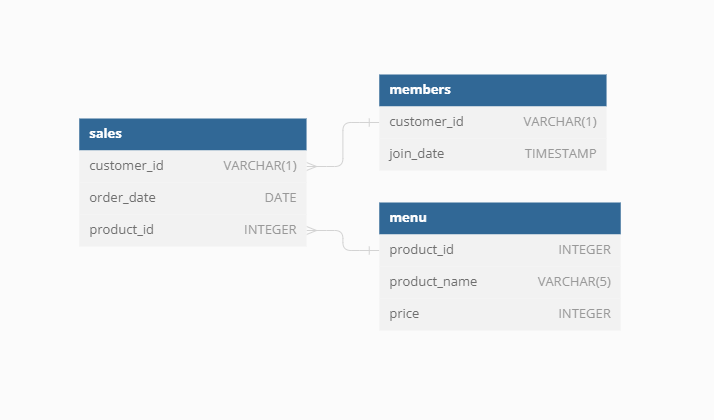 sales
customer_id VARCHAR(1)
order_date DATE
product_id INTEGER
members
customer_id VARCHAR(1)
join_date TIMESTAMP
menu
product_id INTEGER
product_name VARCHAR(5)
price INTEGER